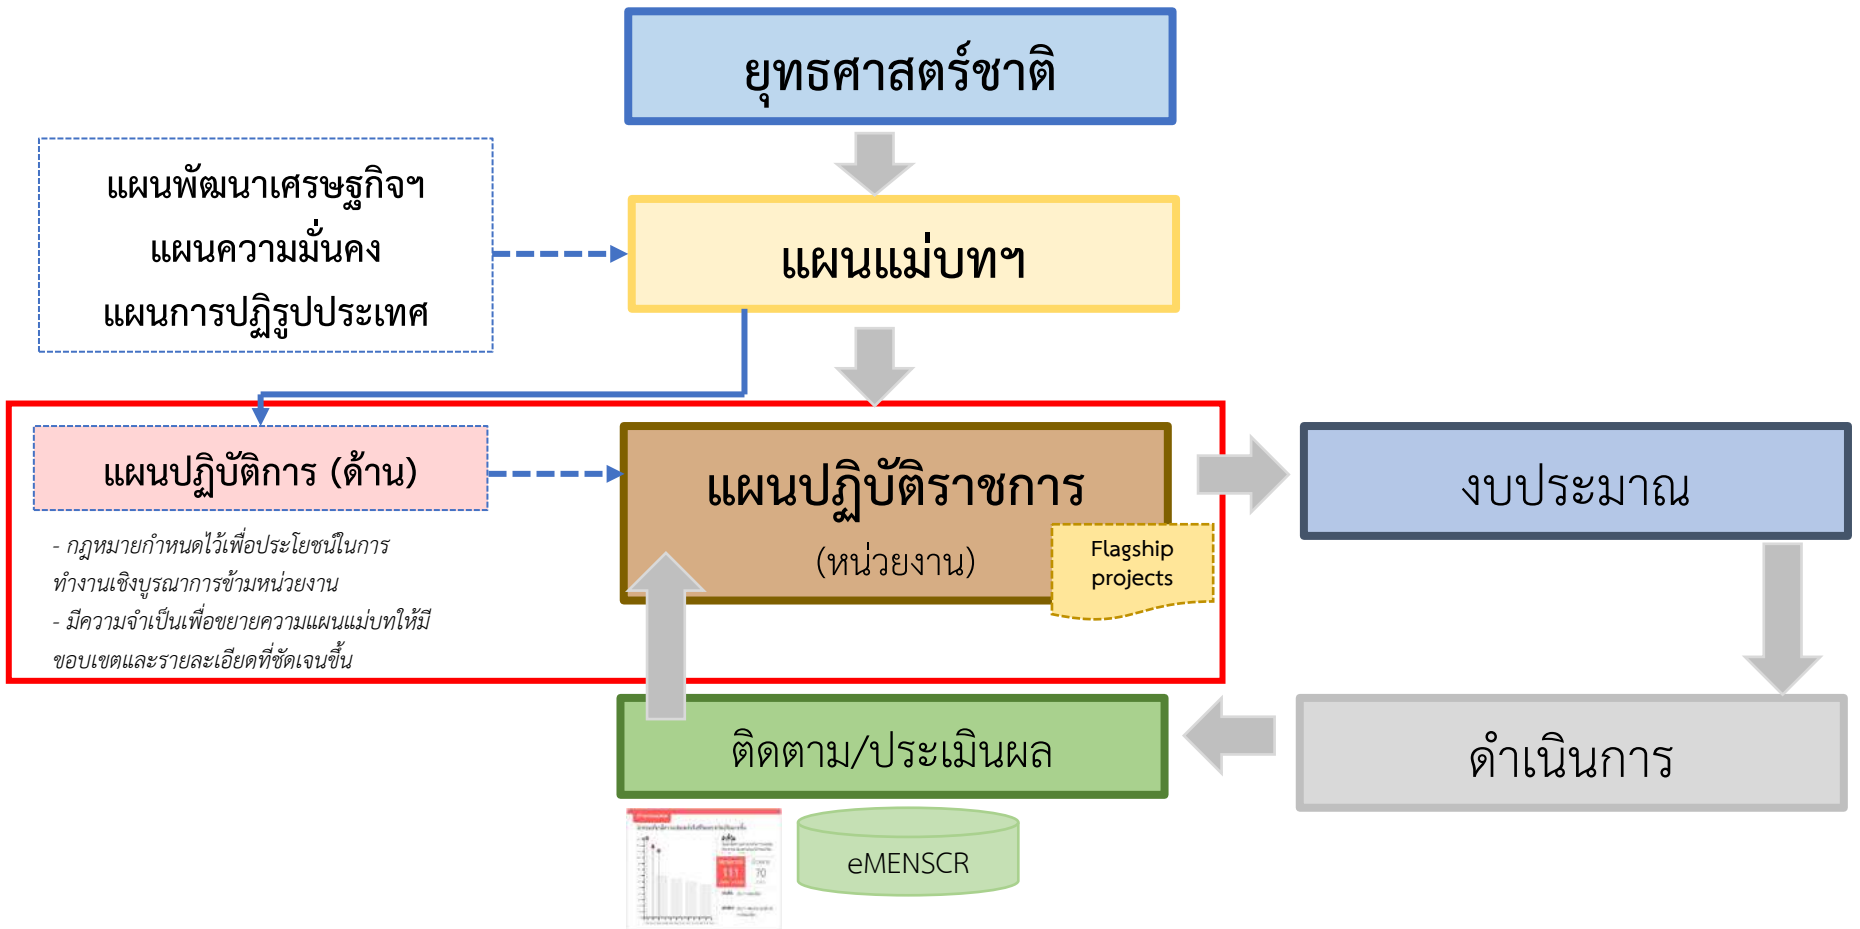 ยุทธศาสตร์ชาติ
แผนพัฒนาเศรษฐกิจฯ
แผนความมั่นคง
แผนการปฏิรูปประเทศ
แผนแม่บทฯ
แผนปฏิบัติการ (ด้าน)
- กฎหมายกำหนดไว้เพื่อประโยชน์ในการ
ทำงานเชิงบูรณาการข้ามหน่วยงาน
- มีความจำเป็นเพื่อขยายความแผนแม่บทให้มี
ขอบเขตและรายละเอียดที่ชัดเจนขึ้น
แผนปฏิบัติราชการ
(หน่วยงาน)
Flagship
projects
งบประมาณ
ติดตาม/ประเมินผล
ดำเนินการ
111
70
eMENSCR